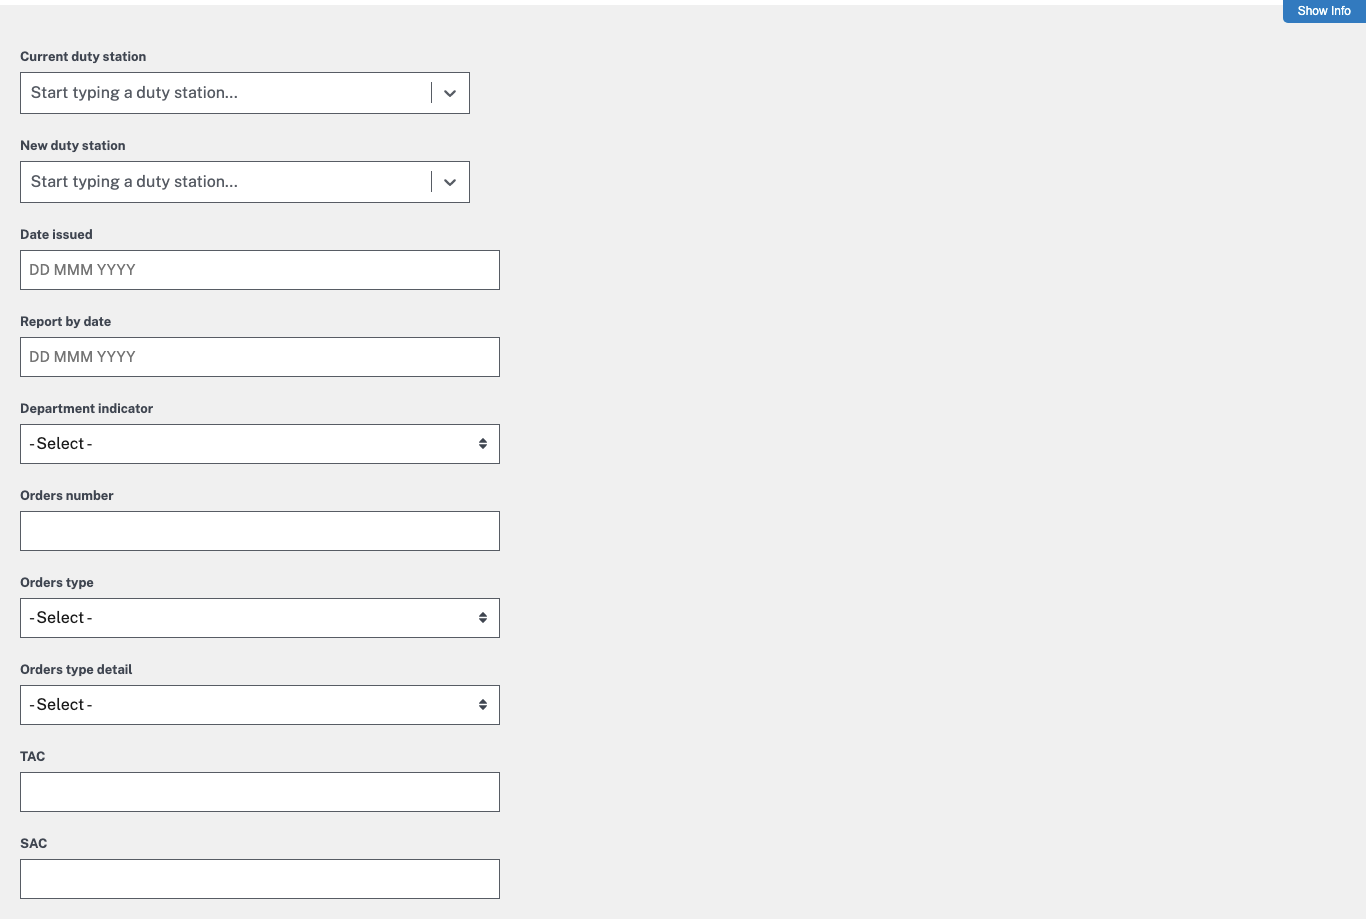 Show Info
Current duty station
Start typing a duty station...
New duty station
Start typing a duty station...
Date issued
DD MMM YYYY
Report by date
DD MMM YYYY
Department indicator
- Select -
Orders number
Orders type
- Select -
Orders type detail
- Select -
TAC
SAC